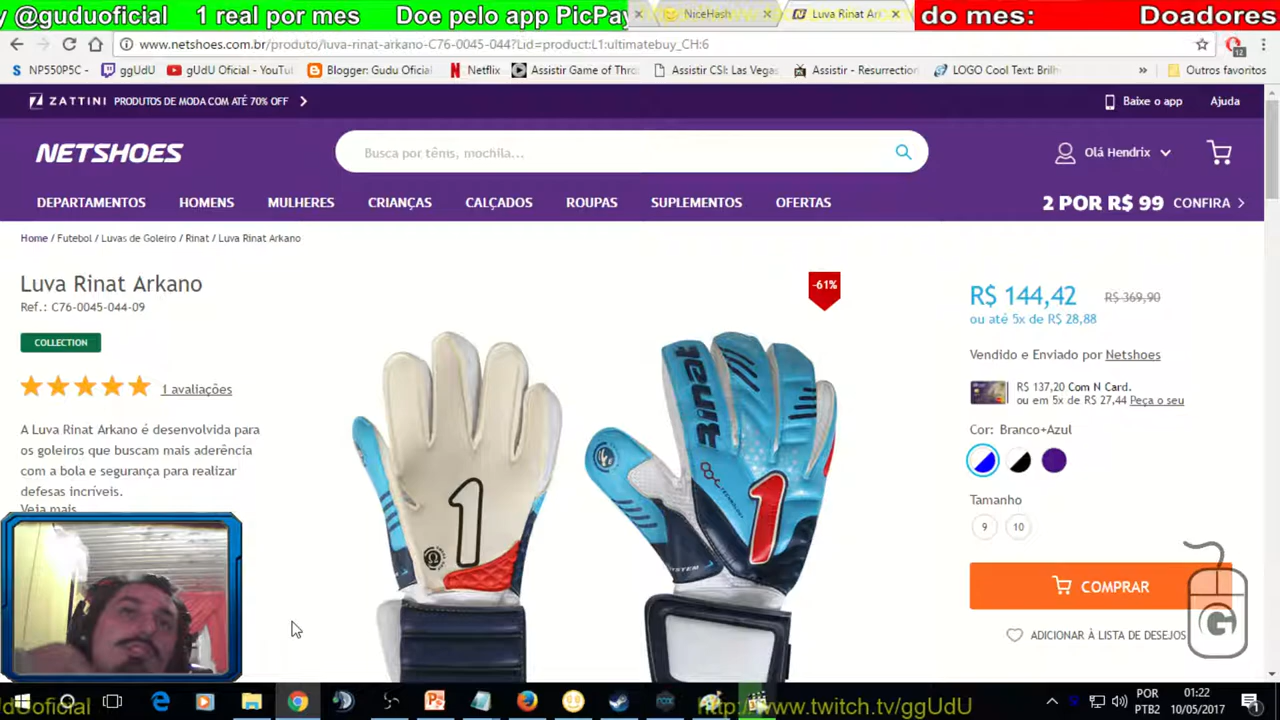 @guduoficial 1 real por mes Doe pelo app PicPay
NiceHash
Luva Rinat Ar
do mes: Doadores
www.netshoes.com.br/produto/luva-rinat-arkano-C76-0045-044?Lid=product:L1:ultimatebuy_CH:6
12
NP550P5C -
ggUdU
gUdU Oficial - YouTu
Blogger: Gudu Oficial
Netflix
Assistir Game of Thro
Assistir CSI: Las Vegas
Assistir - Resurrection
LOGO Cool Text: Brilh
»
Outros favoritos
ZATTINI PRODUTOS DE MODA COM ATÉ 70% OFF
Baixe o app
Ajuda
NETSHOES
Busca por tênis, mochila...
Olá Hendrix
DEPARTAMENTOS
HOMENS
MULHERES
CRIANÇAS
CALÇADOS
ROUPAS
SUPLEMENTOS
OFERTAS
2 POR R$ 99 CONFIRA
Home / Futebol / Luvas de Goleiro / Rinat / Luva Rinat Arkano
Luva Rinat Arkano
Ref.: C76-0045-044-09
COLLECTION
1 avaliações
A Luva Rinat Arkano é desenvolvida para
os goleiros que buscam mais aderência
com a bola e segurança para realizar
defesas incríveis.
Veja mais
-61%
1
rinat
1
R$ 144,42 R$ 369,90
ou até 5x de R$ 28,88
Vendido e Enviado por Netshoes
R$ 137,20 Com N Card.
ou em 5x de R$ 27,44 Peça o seu
Cor: Branco+Azul
Tamanho
9
10
COMPRAR
G
ADICIONAR À LISTA DE DESEJOS
dUoficial
http://www.twitch.tv/ggUdU
POR
PTB2
01:22
10/05/2017
1